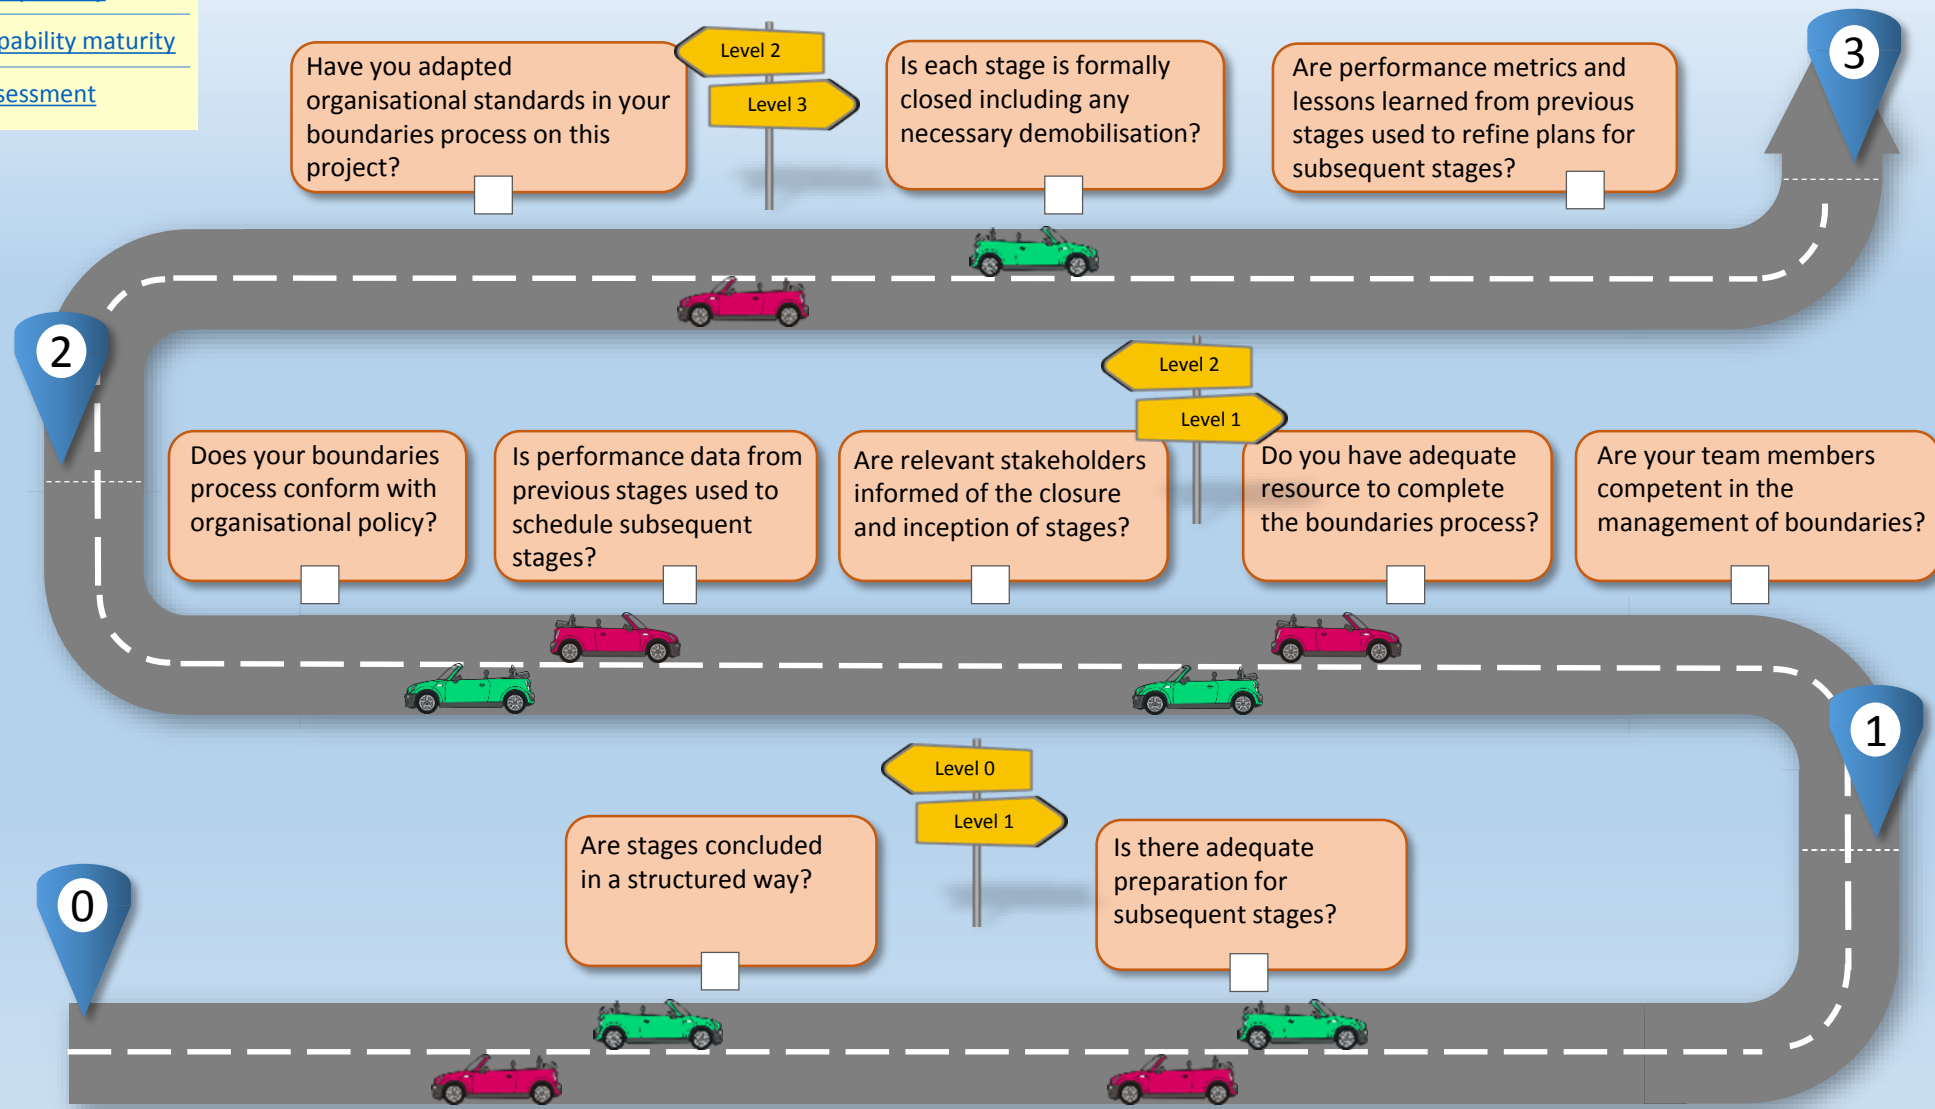 pability maturity
sessment
Have you adapted
organisational standards in your
boundaries process on this
project?
Level 2
Level 3
Is each stage is formally
closed including any
necessary demobilisation?
Are performance metrics and
lessons learned from previous
stages used to refine plans for
subsequent stages?
3
2
Level 2
Level 1
Does your boundaries
process conform with
organisational policy?
Is performance data from
previous stages used to
schedule subsequent
stages?
Are relevant stakeholders
informed of the closure
and inception of stages?
Do you have adequate
resource to complete
the boundaries process?
Are your team members
competent in the
management of boundaries?
1
Level 0
Level 1
Are stages concluded
in a structured way?
Is there adequate
preparation for
subsequent stages?
0